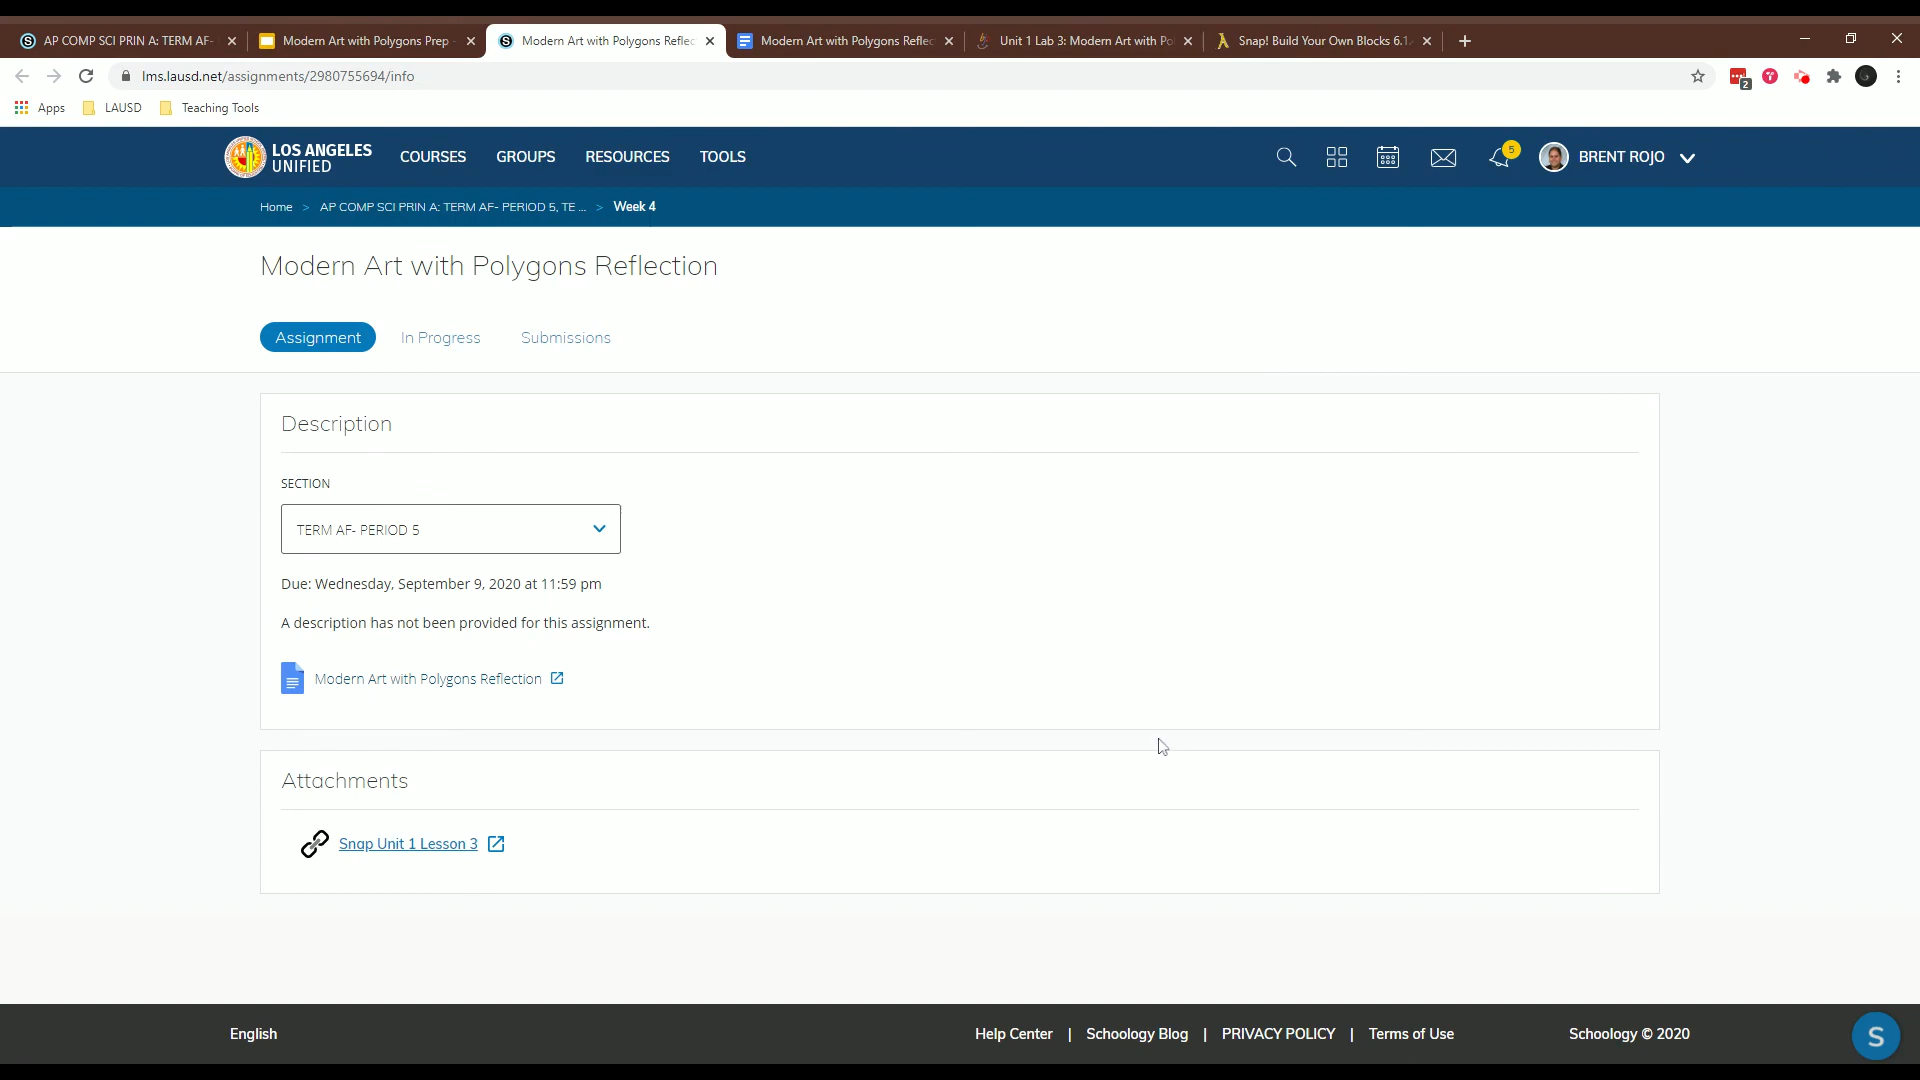 AP COMP SCI PRIN A: TERM AF-
Modern Art with Polygons Prep -
Modern Art with Polygons Reflec
Modern Art with Polygons Reflec
Unit 1 Lab 3: Modern Art with Po
Snap! Build Your Own Blocks 6.1.
lms.lausd.net/assignments/2980755694/info
2
Apps
LAUSD
Teaching Tools
LOS ANGELES
UNIFIED
COURSES
GROUPS
RESOURCES
TOOLS
5
BRENT ROJO
Home > AP COMP SCI PRIN A: TERM AF- PERIOD 5, TE ... > Week 4
Modern Art with Polygons Reflection
Assignment
In Progress
Submissions
Description
SECTION
TERM AF- PERIOD 5
Due: Wednesday, September 9, 2020 at 11:59 pm
A description has not been provided for this assignment.
Modern Art with Polygons Reflection
Attachments
Snap Unit 1 Lesson 3
English
Help Center | Schoology Blog | PRIVACY POLICY | Terms of Use
Schoology © 2020
S